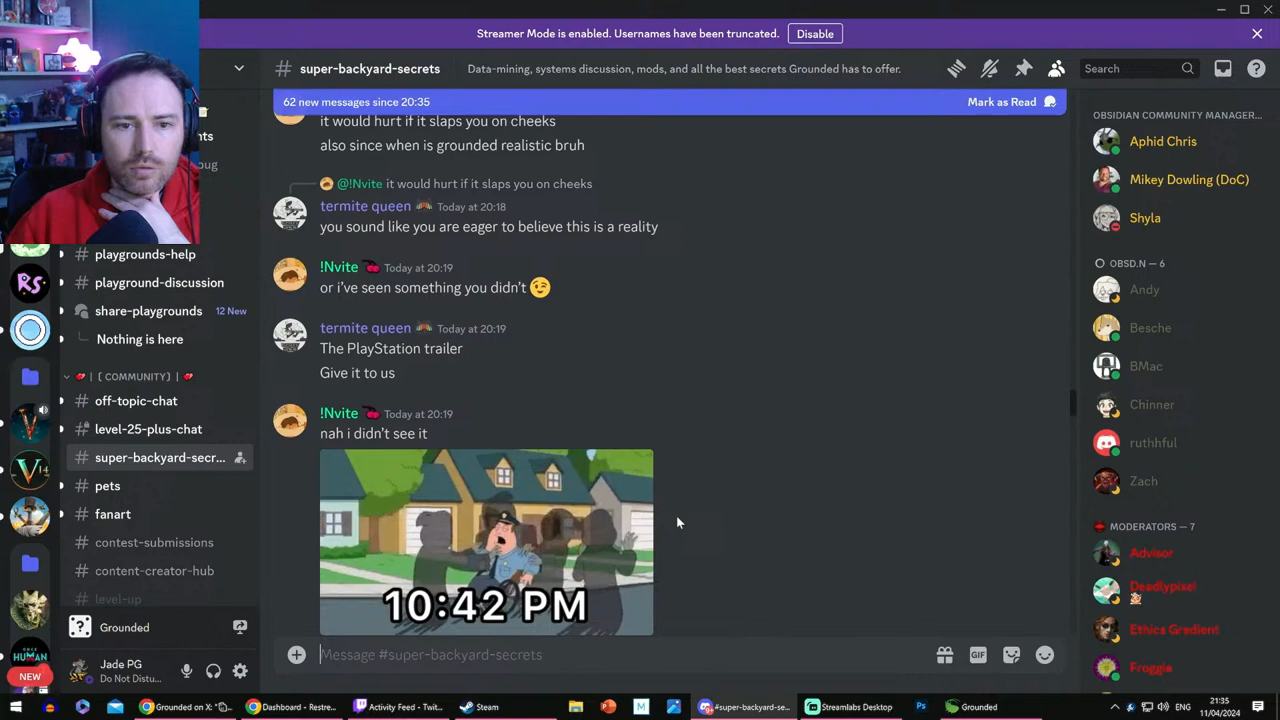 Streamer Mode is enabled. Usernames have been truncated.
Disable
# super-backyard-secrets
Data-mining, systems discussion, mods, and all the best secrets Grounded has to offer.
Search
62 new messages since 20:35
Mark as Read
it would hurt if it slaps you on cheeks
also since when is grounded realistic bruh
@!Nvite it would hurt if it slaps you on cheeks
termite queen Today at 20:18
you sound like you are eager to believe this is a reality
!Nvite Today at 20:19
or i've seen something you didn't 😉
termite queen Today at 20:19
The PlayStation trailer
Give it to us
!Nvite Today at 20:19
nah i didn't see it
10:42 PM
Message #super-backyard-secrets
GIF
# playgrounds-help
# playground-discussion
share-playgrounds 12 New
Nothing is here
| [ COMMUNITY ] |
# off-topic-chat
# level-25-plus-chat
# super-backyard-secr...
# pets
# fanart
# contest-submissions
# content-creator-hub
# level-up
Grounded
Jade PG
Do Not Distu...
RS
ONCE HUMAN
NEW
OBSIDIAN COMMUNITY MANAGER...
Aphid Chris
Mikey Dowling (DoC)
Shyla
OBSD.N — 6
Andy
Besche
BMac
Chinner
ruthhful
Zach
MODERATORS — 7
Advisor
Deadlypixel
Ethics Gradient
Froggie
Grounded on X: "
Dashboard - Restre...
Activity Feed - Twit...
Steam
#super-backyard-se...
Streamlabs Desktop
Grounded
ENG
21:35
11/04/2024